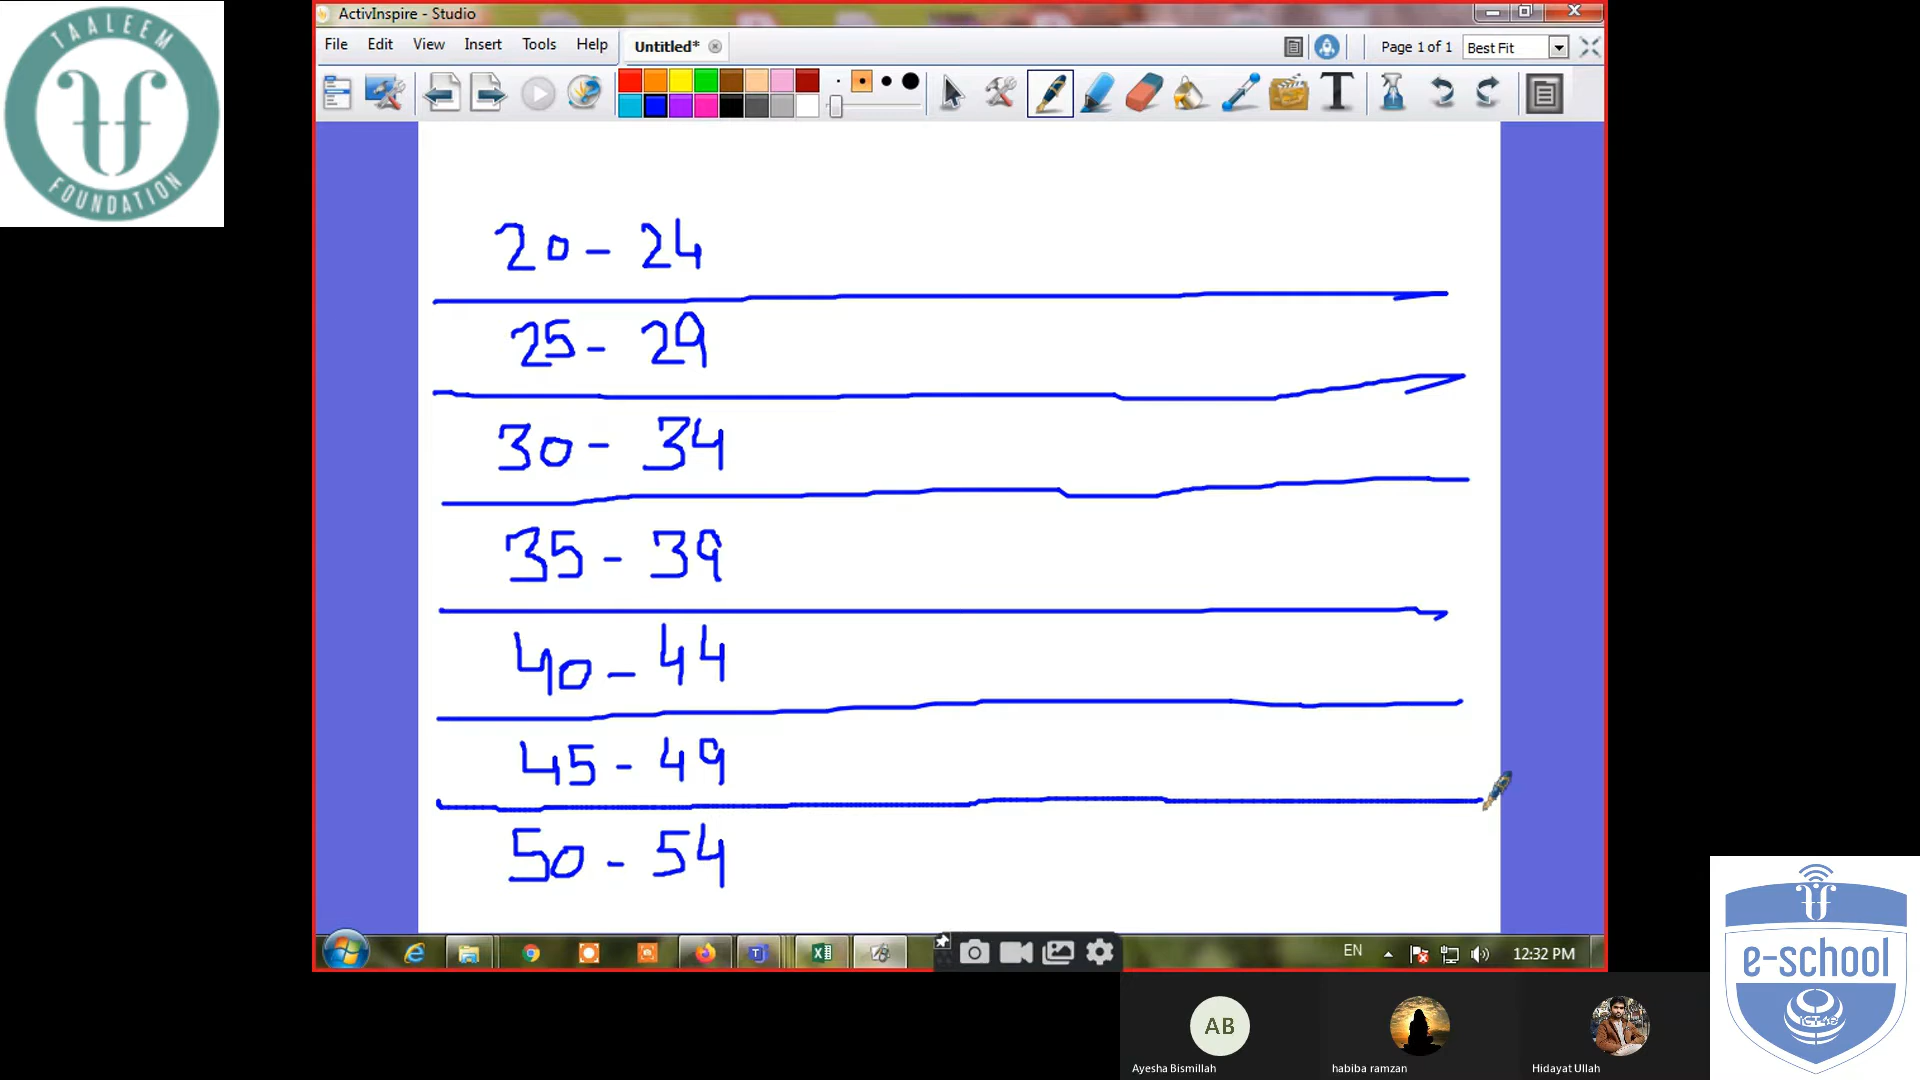 TAALEEM
FOUNDATION
ActivInspire - Studio
File Edit View Insert Tools Help Untitled* Page 1 of 1 Best Fit
T
20 - 24
25 - 29
30 - 34
35 - 39
40 - 44
45 - 49
50 - 54
EN 12:32 PM
e-school
AB
Ayesha Bismillah habiba ramzan Hidayat Ullah